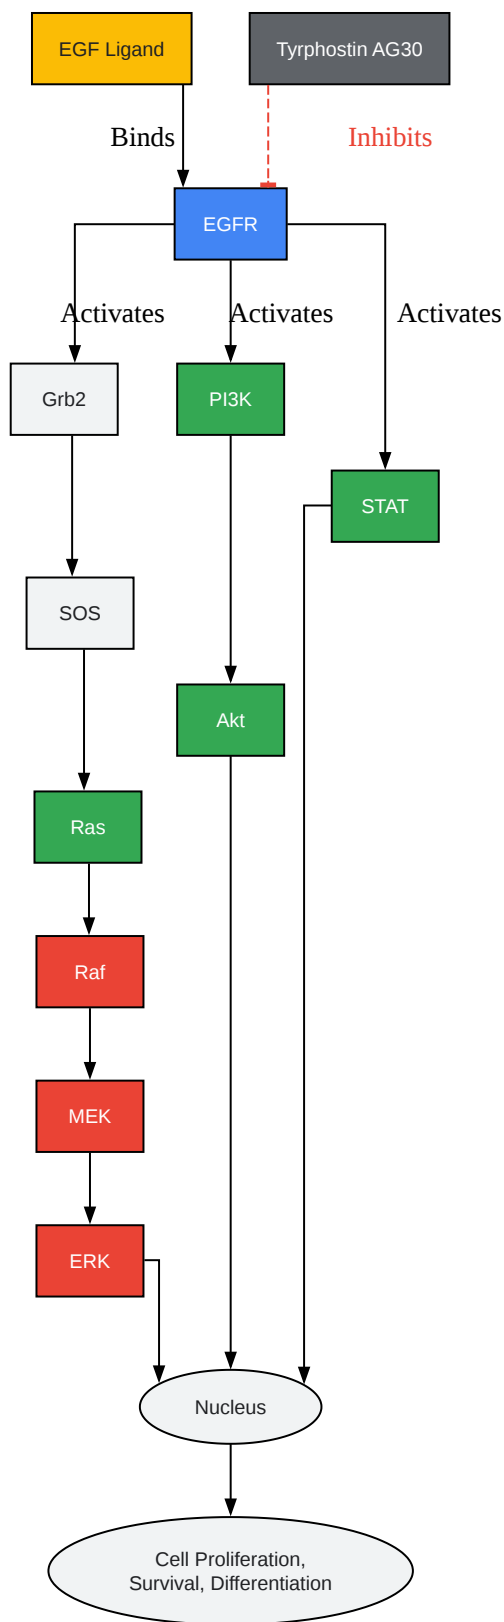 EGF Ligand
Tyrphostin AG30
Binds
Inhibits
EGFR
Activates
Activates
Activates
Grb2
PI3K
STAT
SOS
Akt
Ras
Raf
MEK
ERK
Nucleus
Cell Proliferation,
Survival, Differentiation